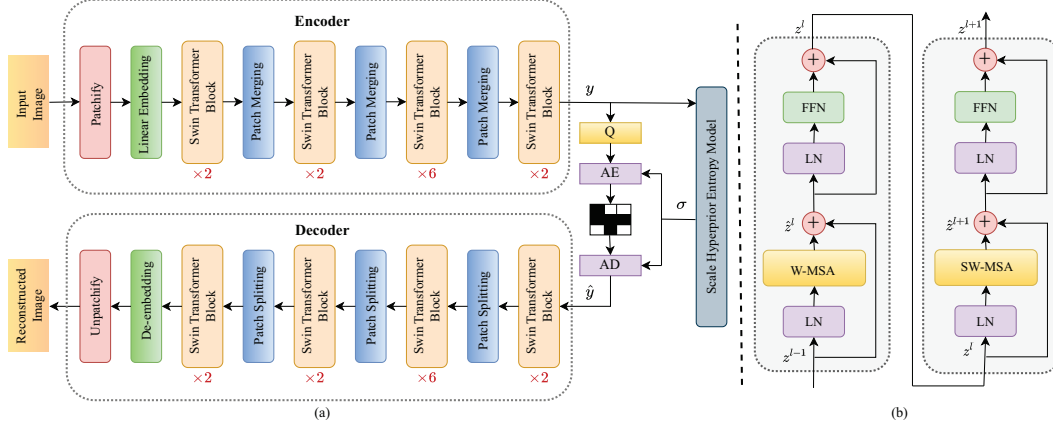 Encoder
Input
Image
Patchify
Linear Embedding
Swin Transformer
Block
×2
Patch Merging
Swin Transformer
Block
×2
Patch Merging
Swin Transformer
Block
×6
Patch Merging
Swin Transformer
Block
×2
y
Q
AE
AD
ŷ
σ
Scale Hyperprior Entropy Model
Decoder
Reconstructed
Image
Unpatchify
De-embedding
Swin Transformer
Block
×2
Patch Splitting
Swin Transformer
Block
×2
Patch Splitting
Swin Transformer
Block
×6
Patch Splitting
Swin Transformer
Block
×2
(a)
z^l
+
FFN
LN
ẑ^l
+
W-MSA
LN
z^{l-1}
z^{l+1}
+
FFN
LN
ẑ^{l+1}
+
SW-MSA
LN
z^l
(b)